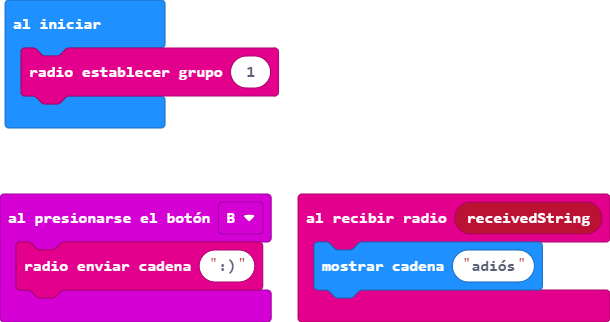 al iniciar
radio establecer grupo 1
al presionarse el botón B
radio enviar cadena ":)"
al recibir radio receivedString
mostrar cadena "adiós"